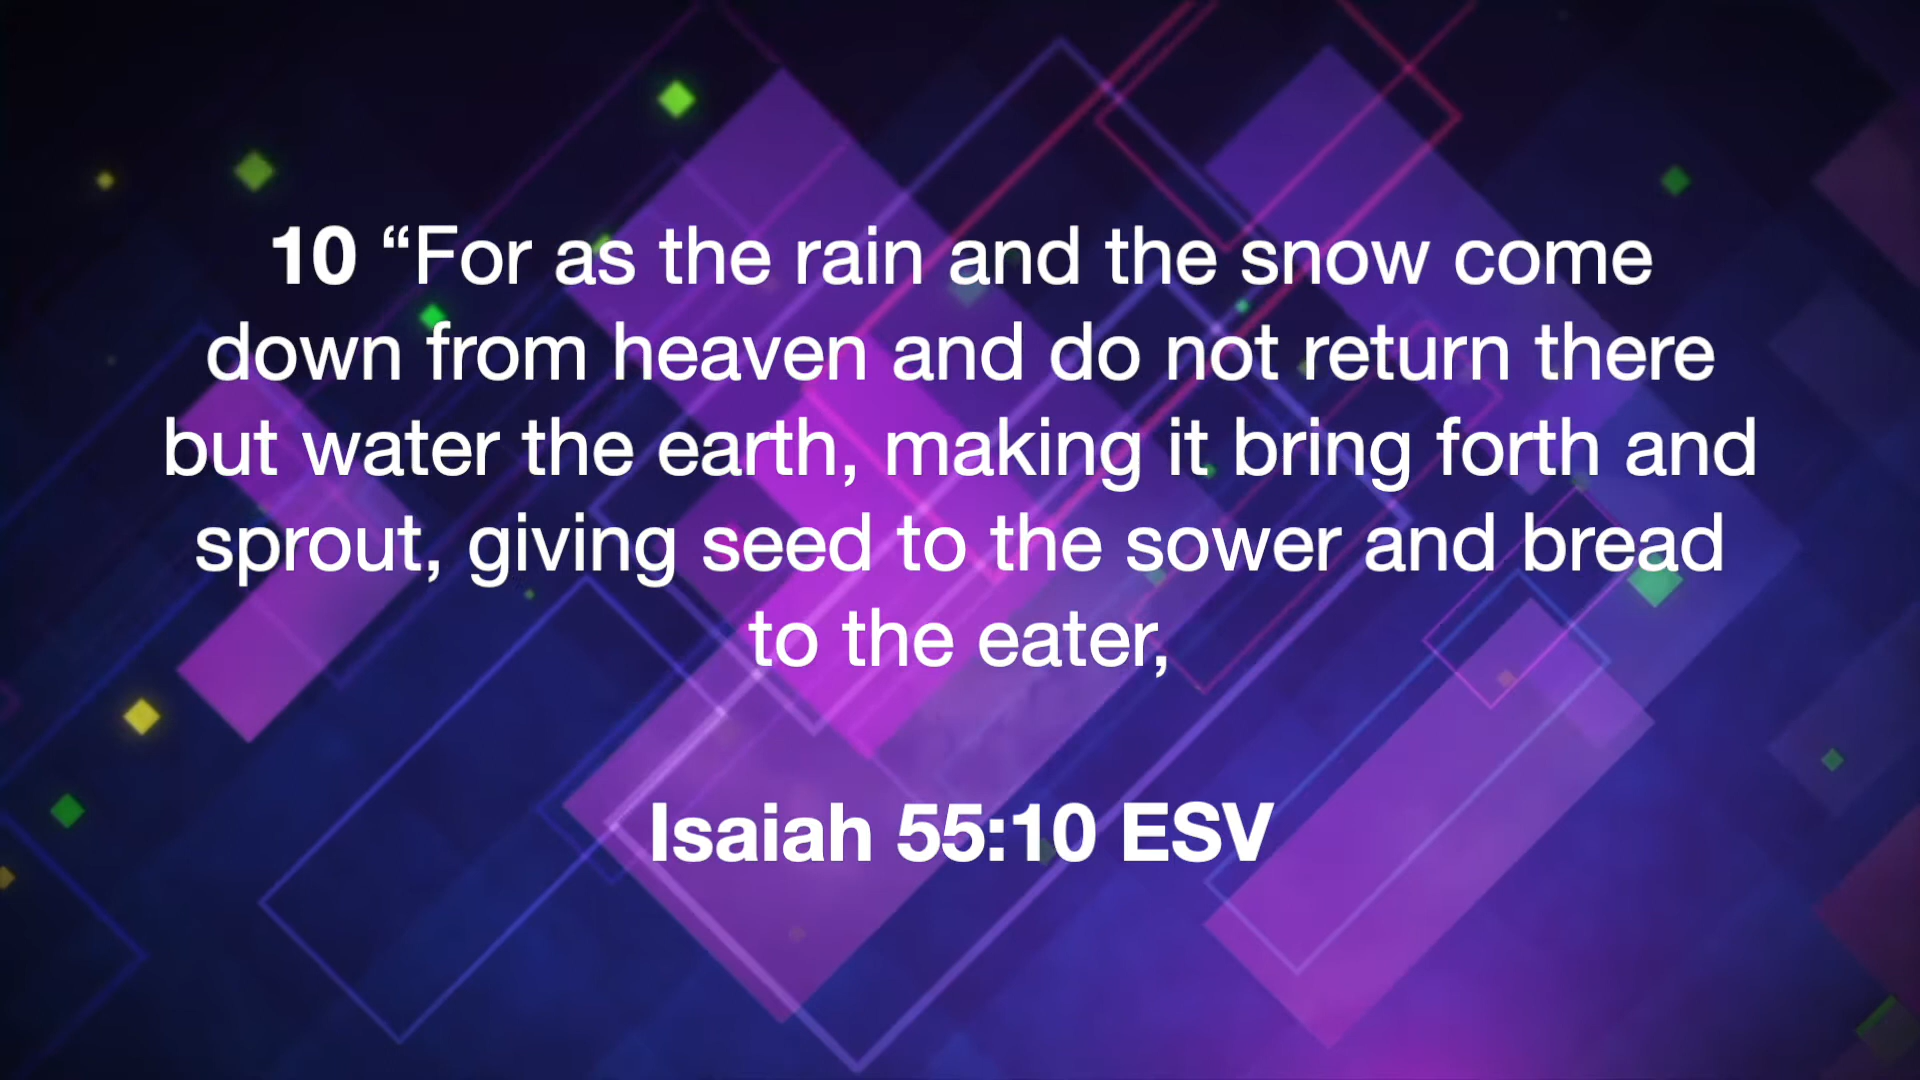 10 “For as the rain and the snow come
down from heaven and do not return there
but water the earth, making it bring forth and
sprout, giving seed to the sower and bread
to the eater,
Isaiah 55:10 ESV